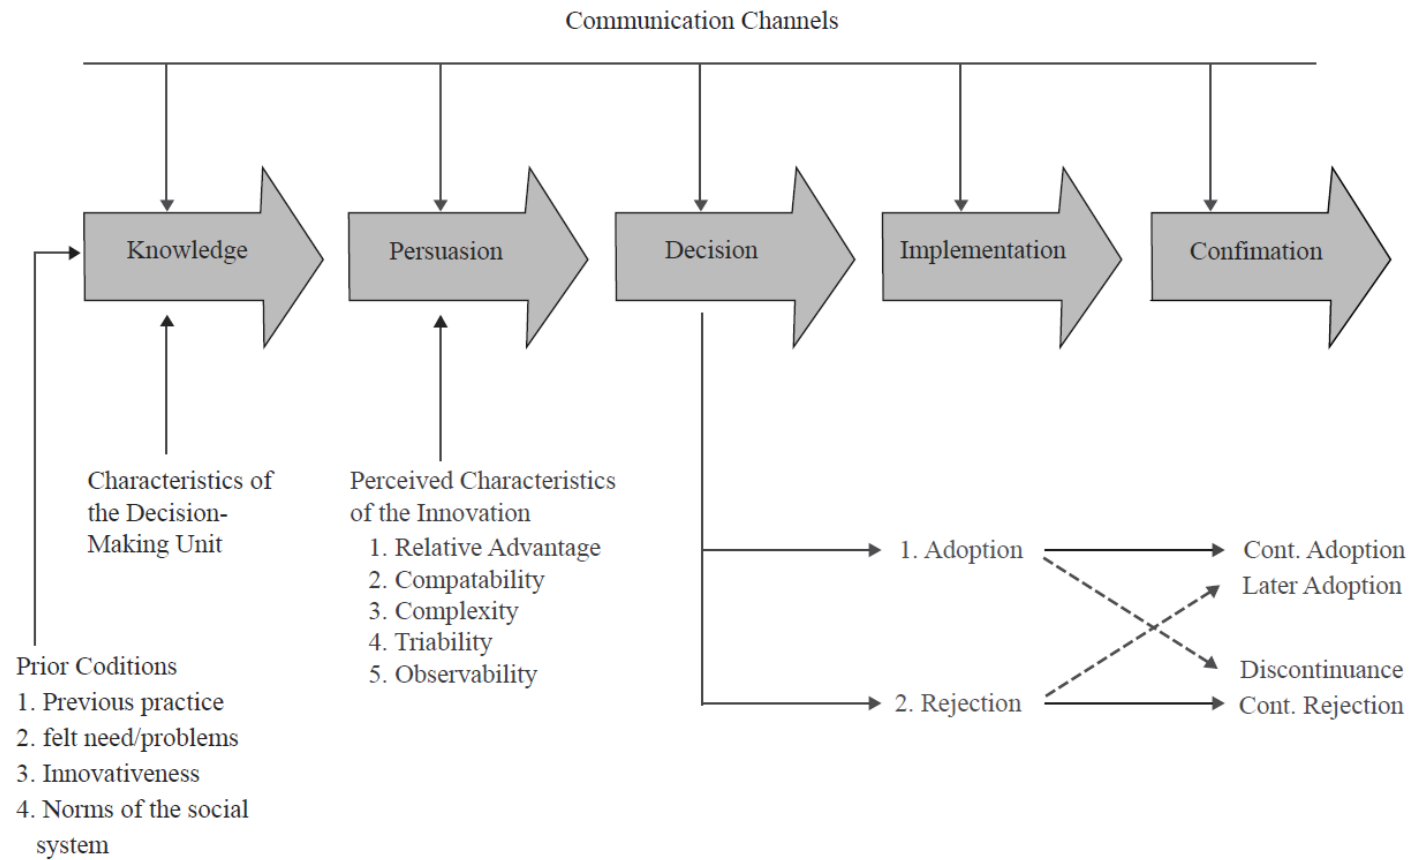 Communication Channels
Knowledge
Persuasion
Decision
Implementation
Confimation
Characteristics of
the Decision-
Making Unit
Perceived Characteristics
of the Innovation
1. Relative Advantage
2. Compatability
3. Complexity
4. Triability
5. Observability
1. Adoption
2. Rejection
Cont. Adoption
Later Adoption
Discontinuance
Cont. Rejection
Prior Coditions
1. Previous practice
2. felt need/problems
3. Innovativeness
4. Norms of the social
system